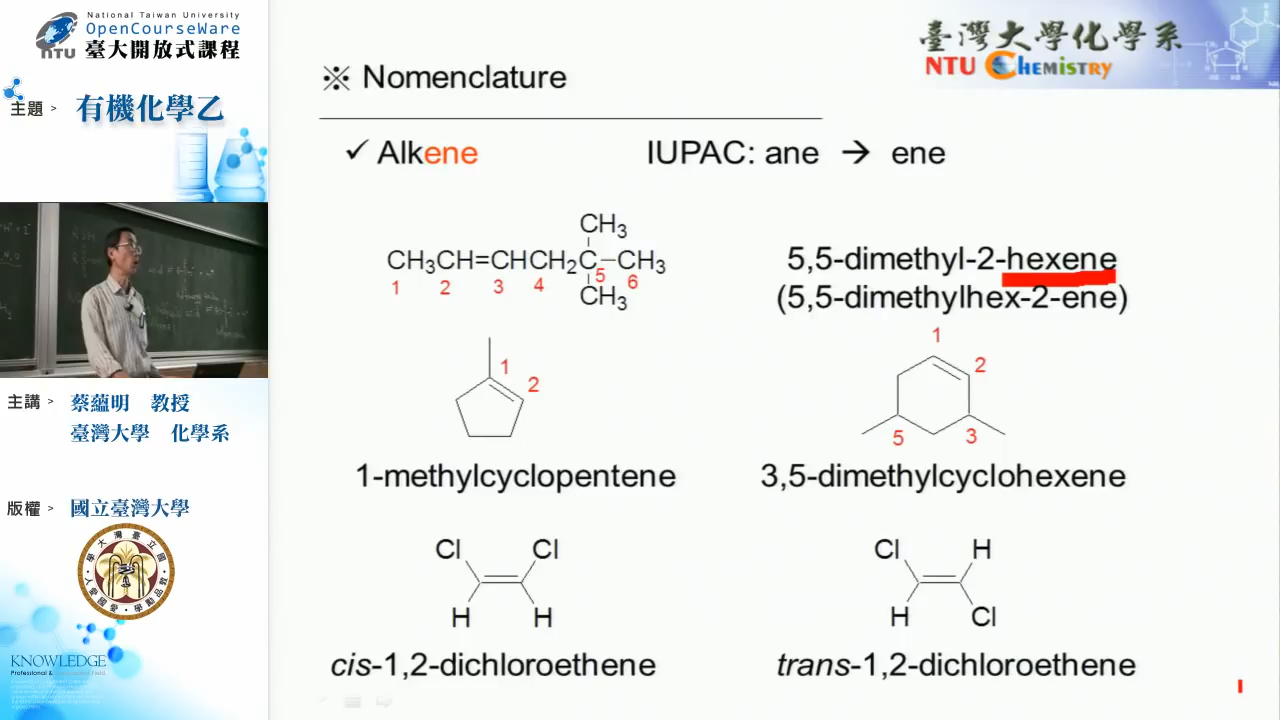 National Taiwan University
OpenCourseWare
NTU 臺大開放式課程
主題 > 有機化學乙
主講 > 蔡蘊明 教授
臺灣大學 化學系
版權 > 國立臺灣大學
KNOWLEDGE
臺灣大學化學系
NTU Chemistry
※ Nomenclature
✓ Alkene IUPAC: ane → ene
CH3
CH3CH=CHCH2C–CH3
1 2 3 4 5 6
CH3
5,5-dimethyl-2-hexene
(5,5-dimethylhex-2-ene)
1
2
1-methylcyclopentene
1
2
5 3
3,5-dimethylcyclohexene
Cl Cl
H H
cis-1,2-dichloroethene
Cl H
H Cl
trans-1,2-dichloroethene